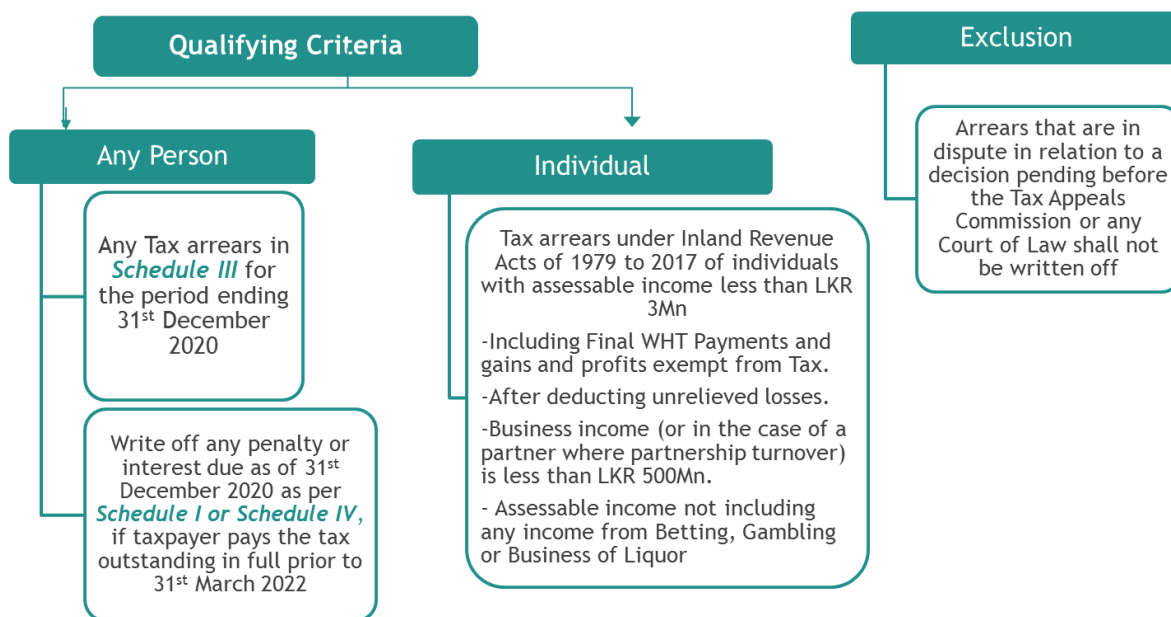 Qualifying Criteria
Any Person
Any Tax arrears in
Schedule III for
the period ending
31st December
2020
Write off any penalty or
interest due as of 31st
December 2020 as per
Schedule I or Schedule IV,
if taxpayer pays the tax
outstanding in full prior to
31st March 2022
Individual
Tax arrears under Inland Revenue
Acts of 1979 to 2017 of individuals
with assessable income less than LKR
3Mn
-Including Final WHT Payments and
gains and profits exempt from Tax.
-After deducting unrelieved losses.
-Business income (or in the case of a
partner where partnership turnover)
is less than LKR 500Mn.
- Assessable income not including
any income from Betting, Gambling
or Business of Liquor
Exclusion
Arrears that are in
dispute in relation to a
decision pending before
the Tax Appeals
Commission or any
Court of Law shall not
be written off